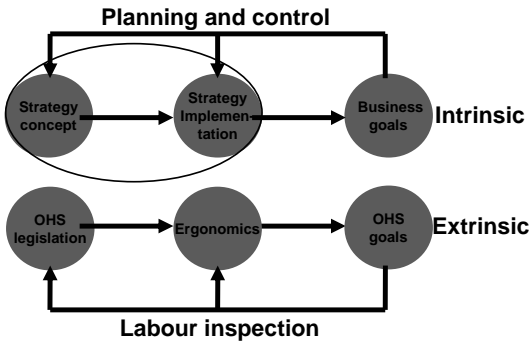 Planning and control
Strategy
concept
Strategy
Implemen-
tation
Business
goals
Intrinsic
OHS
legislation
Ergonomics
OHS
goals
Extrinsic
Labour inspection